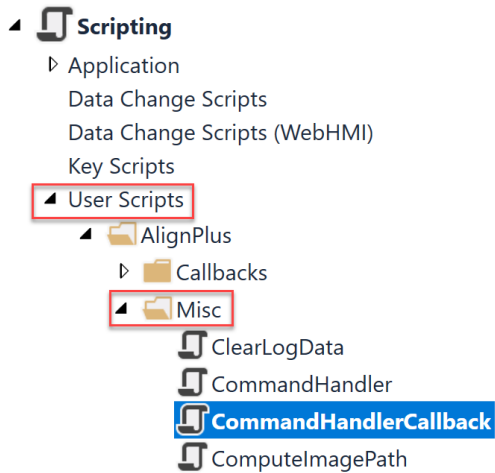 Scripting
Application
Data Change Scripts
Data Change Scripts (WebHMI)
Key Scripts
User Scripts
AlignPlus
Callbacks
Misc
ClearLogData
CommandHandler
CommandHandlerCallback
ComputeImagePath